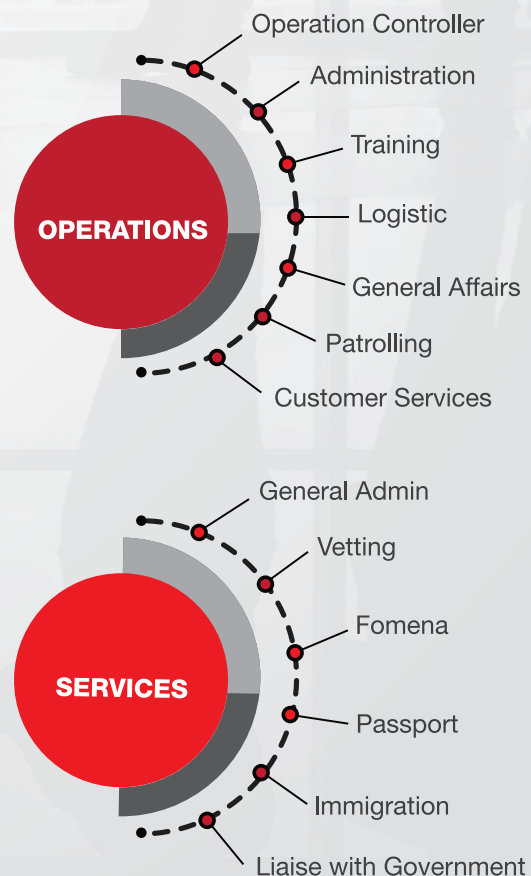 Operation Controller
Administration
Training
Logistic
OPERATIONS
General Affairs
Patrolling
Customer Services
General Admin
Vetting
Fomena
SERVICES
Passport
Immigration
Liaise with Government